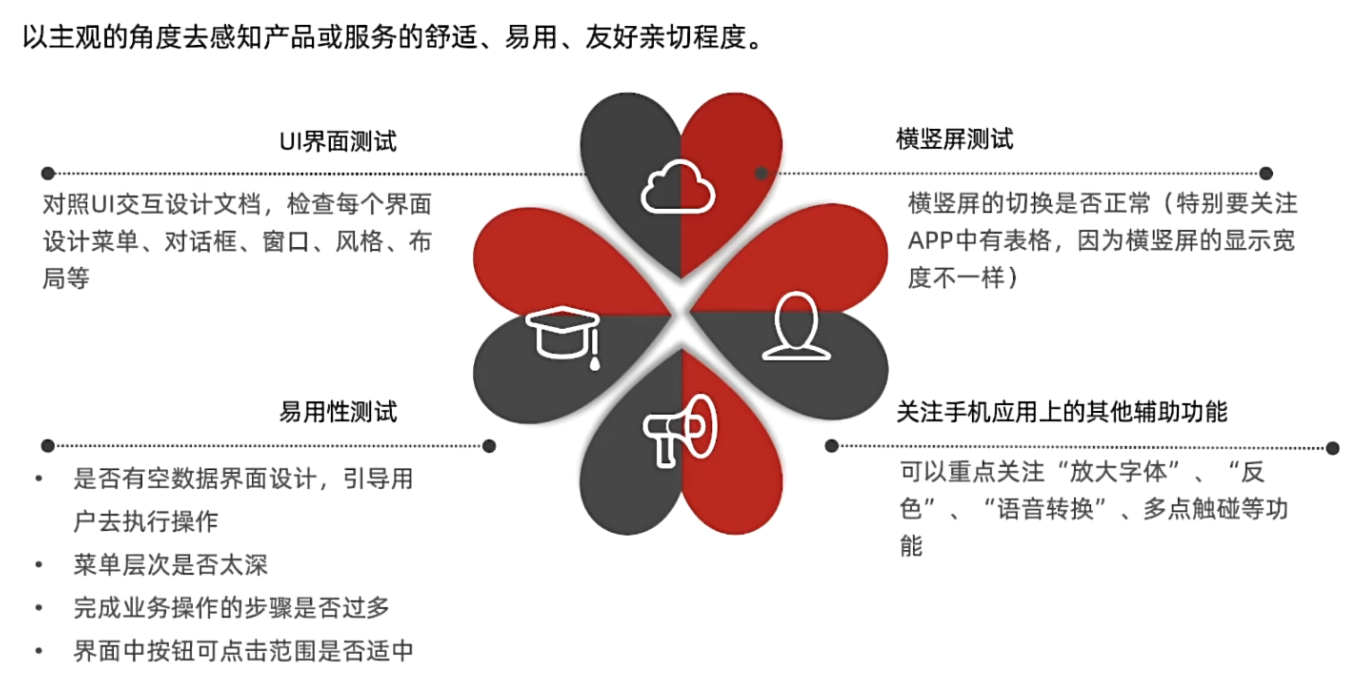 以主观的角度去感知产品或服务的舒适、易用、友好亲切程度。
UI界面测试
对照UI交互设计文档，检查每个界面
设计菜单、对话框、窗口、风格、布
局等
横竖屏测试
横竖屏的切换是否正常（特别要关注
APP中有表格，因为横竖屏的显示宽
度不一样）
易用性测试
• 是否有空数据界面设计，引导用
户去执行操作
• 菜单层次是否太深
• 完成业务操作的步骤是否过多
• 界面中按钮可点击范围是否适中
关注手机应用上的其他辅助功能
可以重点关注“放大字体”、“反
色”、“语音转换”、多点触碰等功
能